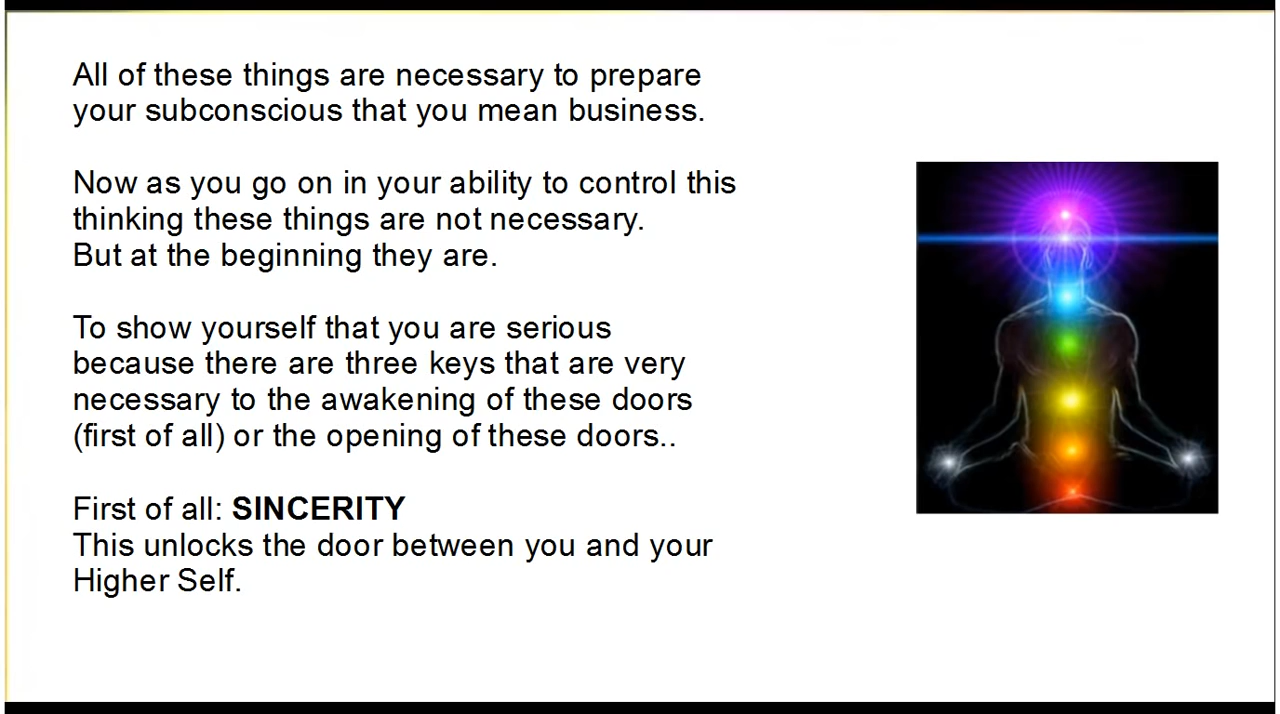 All of these things are necessary to prepare
your subconscious that you mean business.
Now as you go on in your ability to control this
thinking these things are not necessary.
But at the beginning they are.
To show yourself that you are serious
because there are three keys that are very
necessary to the awakening of these doors
(first of all) or the opening of these doors..
First of all: SINCERITY
This unlocks the door between you and your
Higher Self.